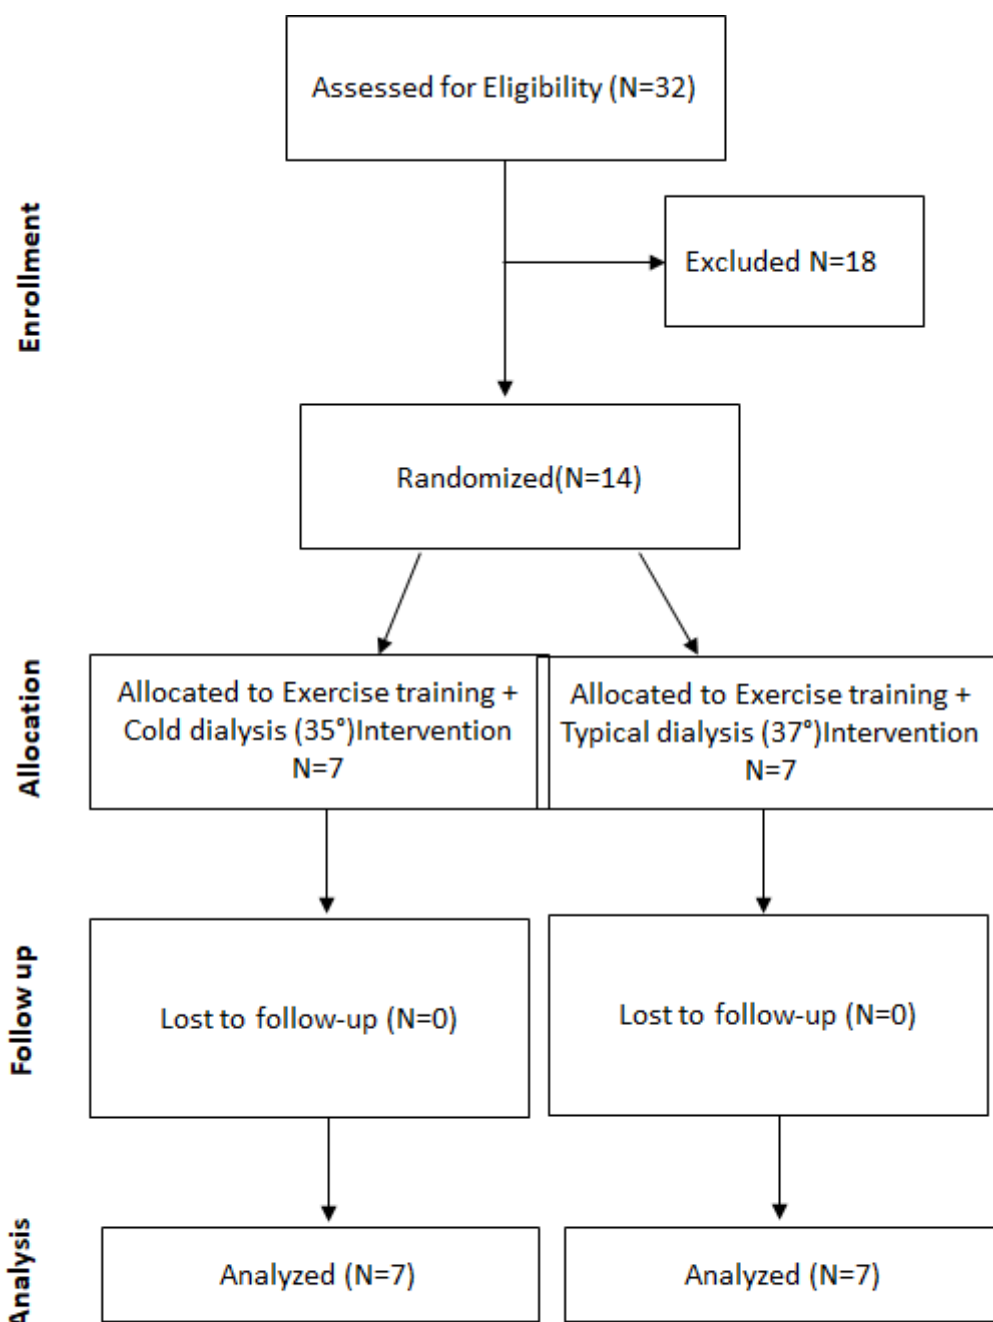 Assessed for Eligibility (N=32)
Enrollment
Excluded N=18
Randomized(N=14)
Allocation
Allocated to Exercise training +
Cold dialysis (35°)Intervention
N=7
Allocated to Exercise training +
Typical dialysis (37°)Intervention
N=7
Follow up
Lost to follow-up (N=0)
Lost to follow-up (N=0)
Analysis
Analyzed (N=7)
Analyzed (N=7)